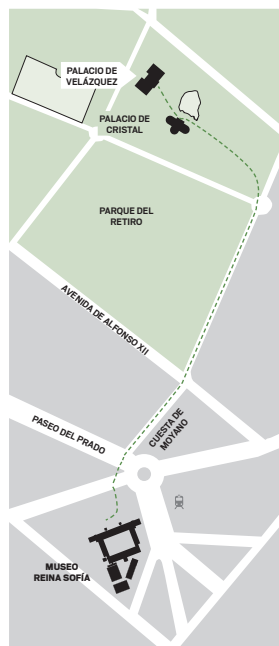 PALACIO DE
VELÁZQUEZ
PALACIO DE
CRISTAL
PARQUE DEL
RETIRO
AVENIDA DE ALFONSO XII
PASEO DEL PRADO
CUESTA DE
MOYANO
MUSEO
REINA SOFÍA